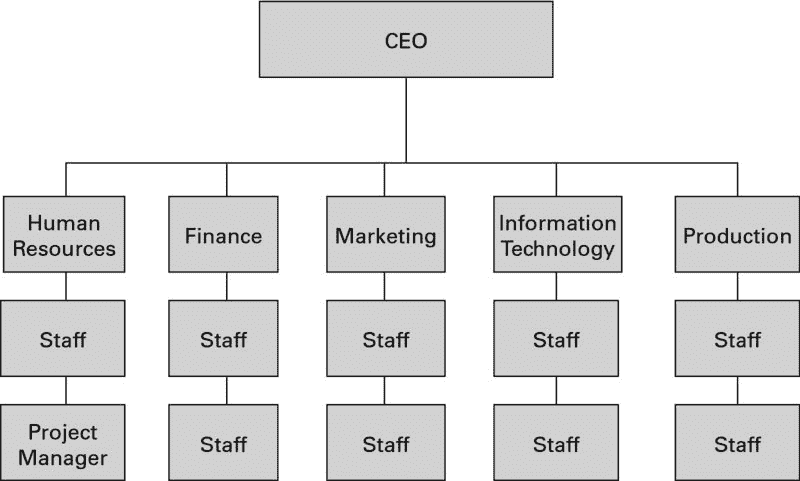 CEO
Human
Resources
Finance
Marketing
Information
Technology
Production
Staff
Staff
Staff
Staff
Staff
Project
Manager
Staff
Staff
Staff
Staff